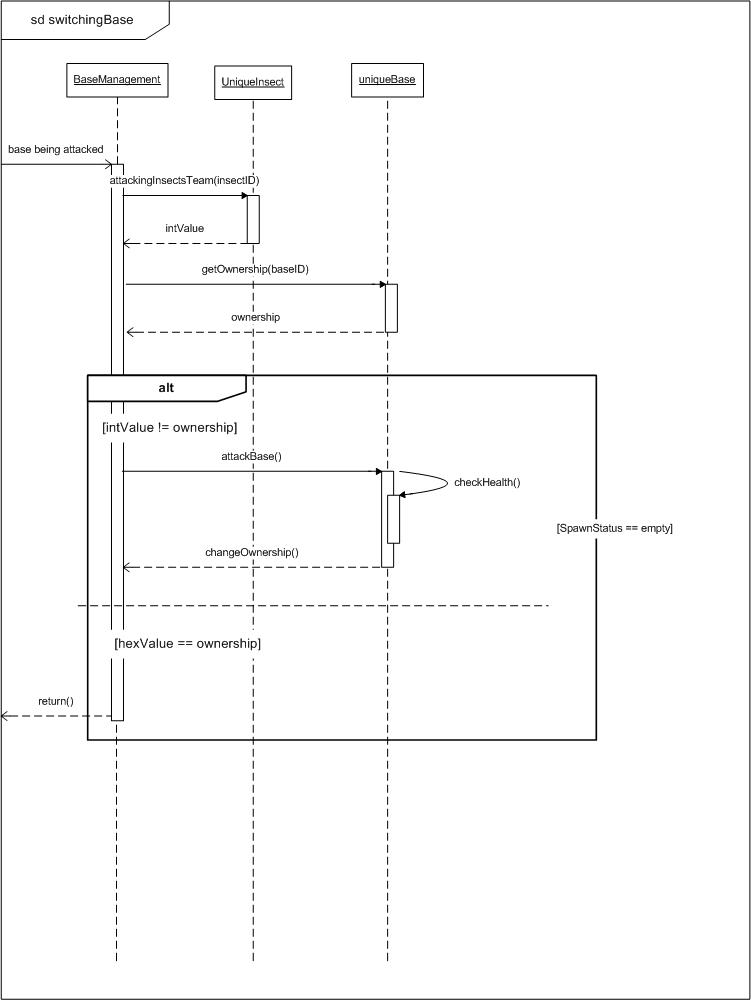 sd switchingBase
BaseManagement
UniqueInsect
uniqueBase
base being attacked
attackingInsectsTeam(insectID)
intValue
getOwnership(baseID)
ownership
alt
[intValue != ownership]
attackBase()
checkHealth()
[SpawnStatus == empty]
changeOwnership()
[hexValue == ownership]
return()